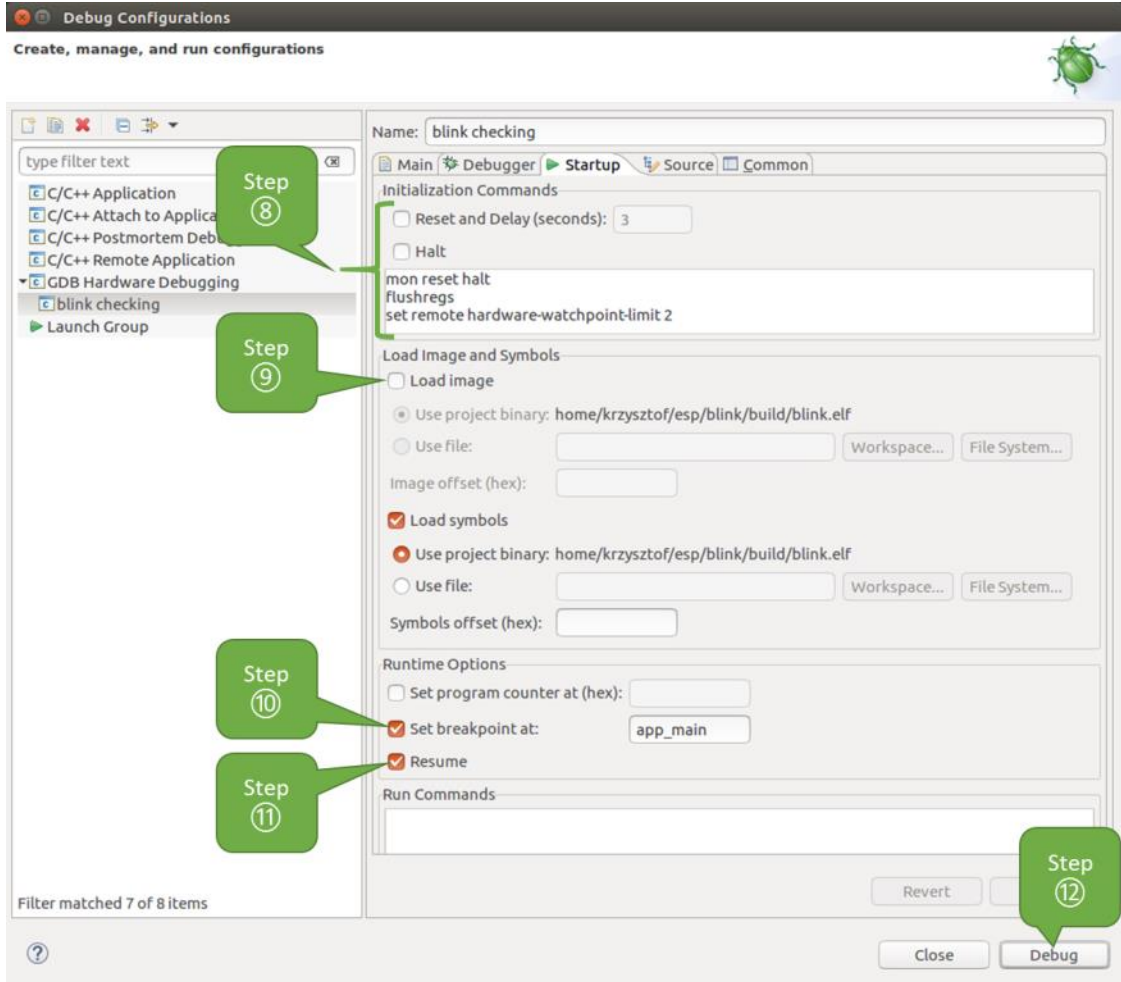 Debug Configurations
Create, manage, and run configurations
Name: blink checking
type filter text
Main Debugger Startup Source Common
C/C++ Application
C/C++ Attach to Applica
C/C++ Postmortem Deb
C/C++ Remote Application
GDB Hardware Debugging
blink checking
Launch Group
Filter matched 7 of 8 items
Step
⑧
Initialization Commands
Reset and Delay (seconds): 3
Halt
mon reset halt
flushregs
set remote hardware-watchpoint-limit 2
Load Image and Symbols
Step
⑨
Load image
Use project binary: home/krzysztof/esp/blink/build/blink.elf
Use file: Workspace... File System...
Image offset (hex):
Load symbols
Use project binary: home/krzysztof/esp/blink/build/blink.elf
Use file: Workspace... File System...
Symbols offset (hex):
Runtime Options
Set program counter at (hex):
Step
⑩
Set breakpoint at: app_main
Step
⑪
Resume
Run Commands
Revert
Step
⑫
Close Debug